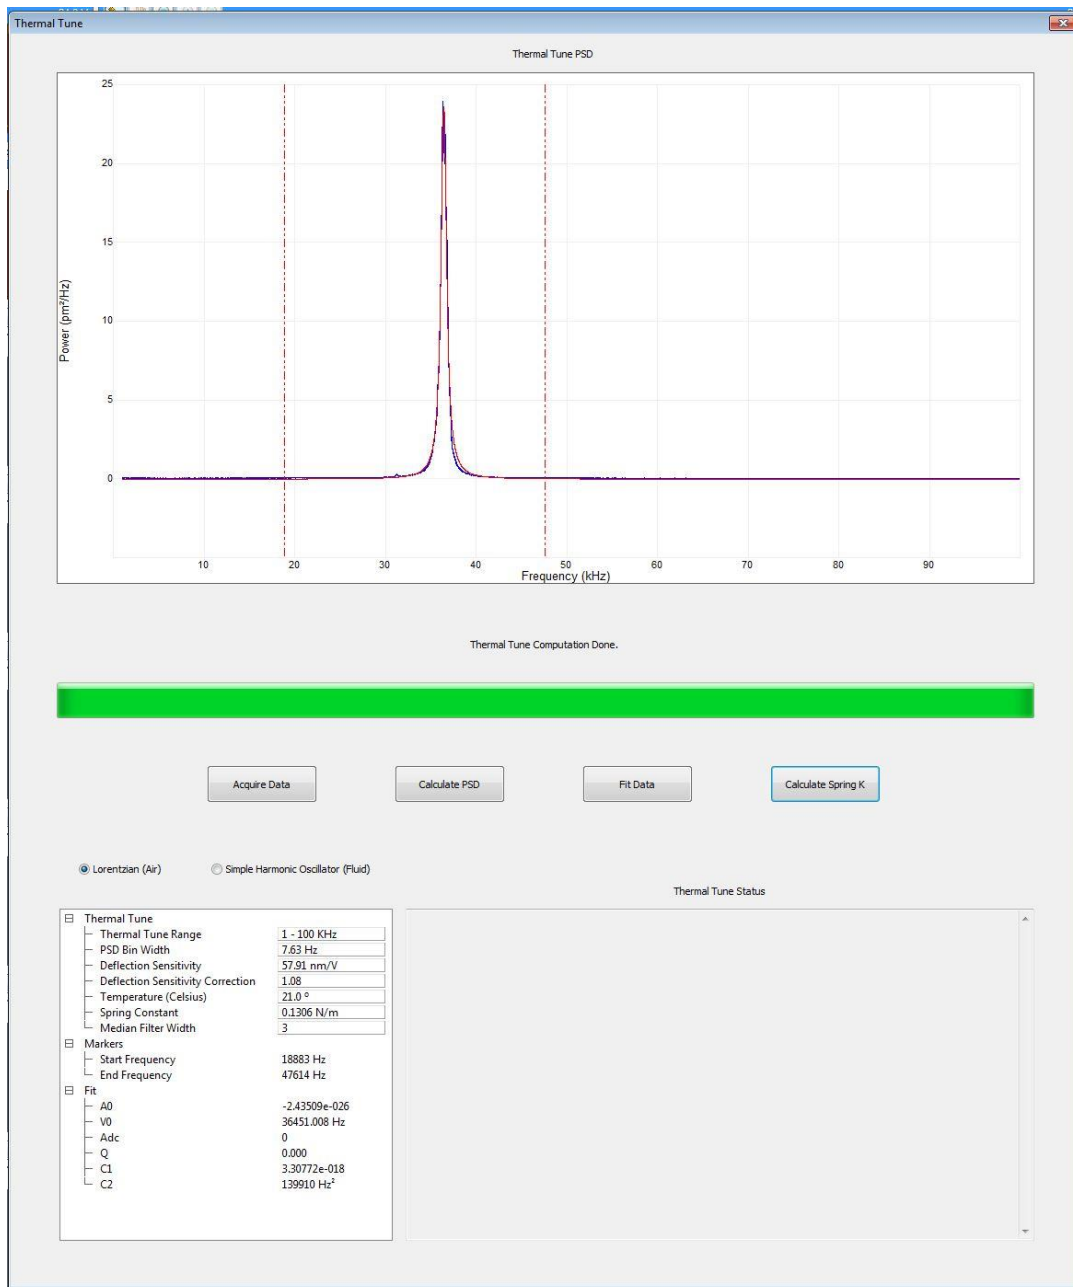 Thermal Tune
Thermal Tune PSD
25
20
15
10
5
0
Power (pm²/Hz)
10 20 30 40 50 60 70 80 90
Frequency (kHz)
Thermal Tune Computation Done.
Acquire Data Calculate PSD Fit Data Calculate Spring K
Lorentzian (Air) Simple Harmonic Oscillator (Fluid)
Thermal Tune Status
Thermal Tune
Thermal Tune Range 1 - 100 KHz
PSD Bin Width 7.63 Hz
Deflection Sensitivity 57.91 nm/V
Deflection Sensitivity Correction 1.08
Temperature (Celsius) 21.0 º
Spring Constant 0.1306 N/m
Median Filter Width 3
Markers
Start Frequency 18883 Hz
End Frequency 47614 Hz
Fit
A0 -2.43509e-026
V0 36451.008 Hz
Adc 0
Q 0.000
C1 3.30772e-018
C2 139910 Hz²